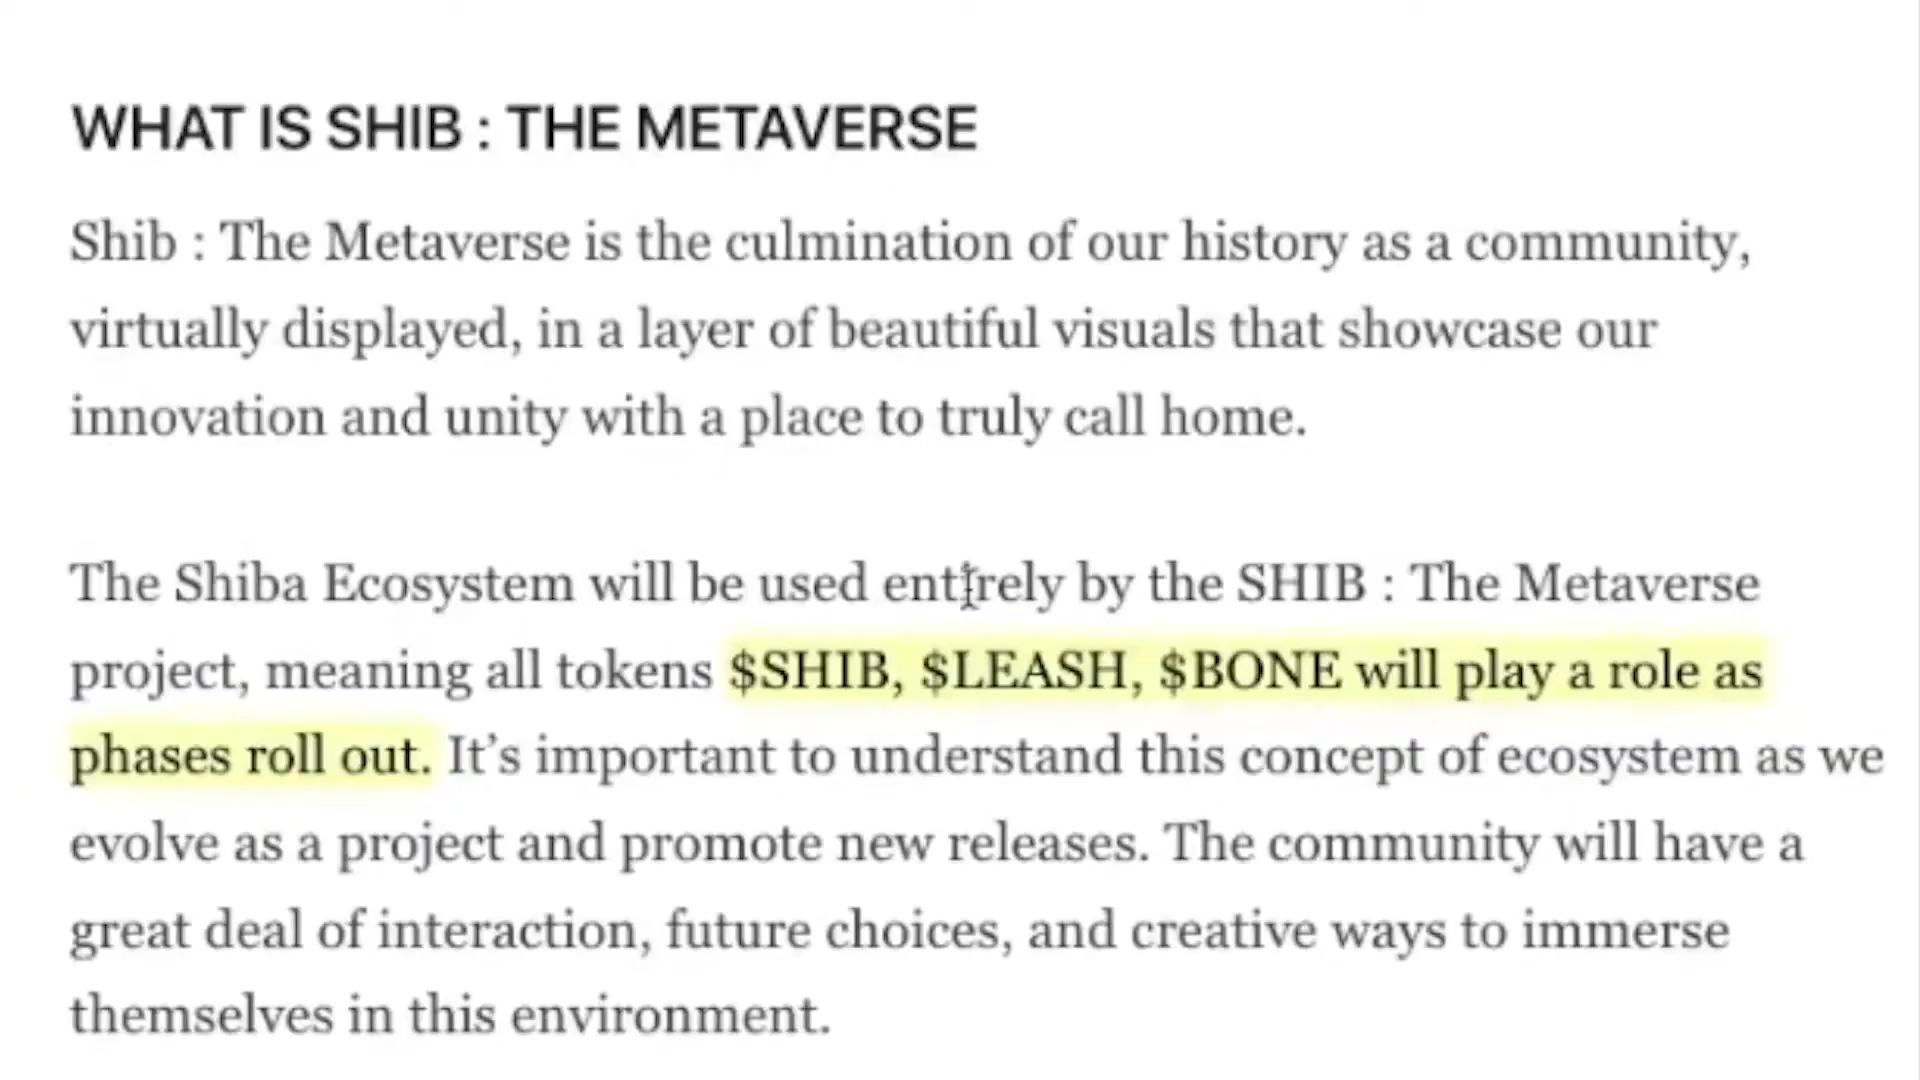 WHAT IS SHIB : THE METAVERSE
Shib : The Metaverse is the culmination of our history as a community,
virtually displayed, in a layer of beautiful visuals that showcase our
innovation and unity with a place to truly call home.
The Shiba Ecosystem will be used entirely by the SHIB : The Metaverse
project, meaning all tokens $SHIB, $LEASH, $BONE will play a role as
phases roll out. It’s important to understand this concept of ecosystem as we
evolve as a project and promote new releases. The community will have a
great deal of interaction, future choices, and creative ways to immerse
themselves in this environment.